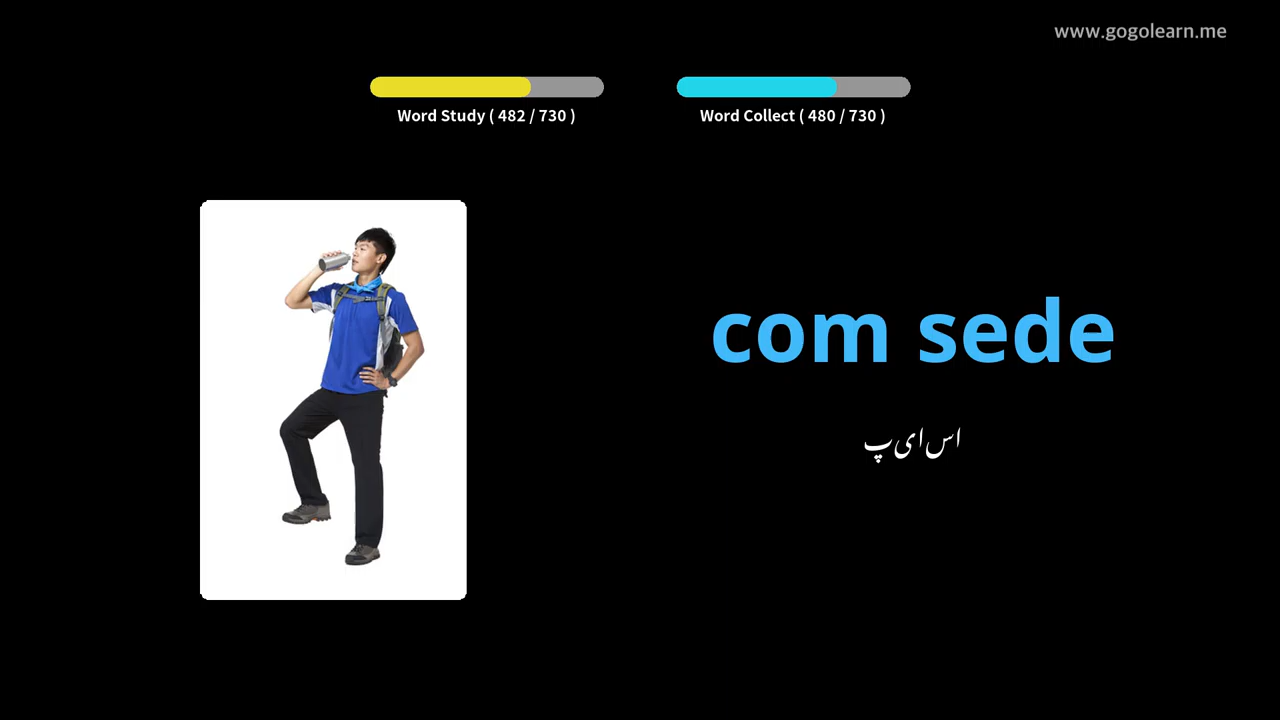 www.gogolearn.me
Word Study ( 482 / 730 )
Word Collect ( 480 / 730 )
com sede
اس‌ای‌پ